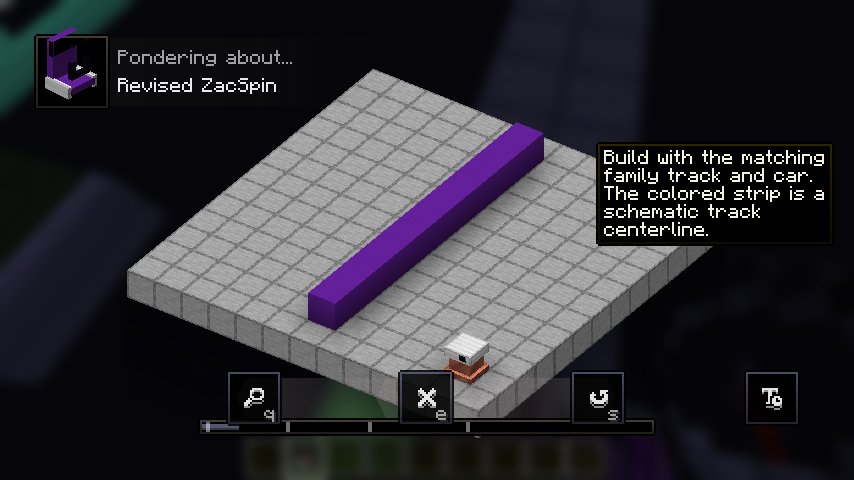 Pondering about...
Revised ZacSpin
Build with the matching
family track and car.
The colored strip is a
schematic track
centerline.
q
e
s
T